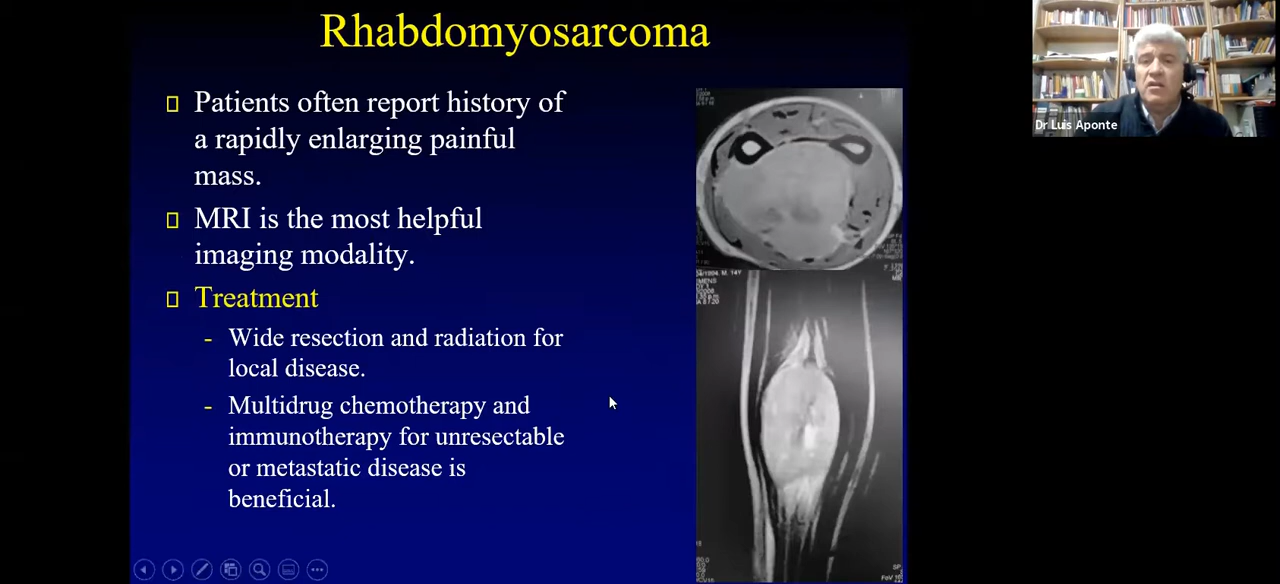 Rhabdomyosarcoma
Patients often report history of
a rapidly enlarging painful
mass.
MRI is the most helpful
imaging modality.
Treatment
- Wide resection and radiation for
local disease.
- Multidrug chemotherapy and
immunotherapy for unresectable
or metastatic disease is
beneficial.
Dr Luis Aponte